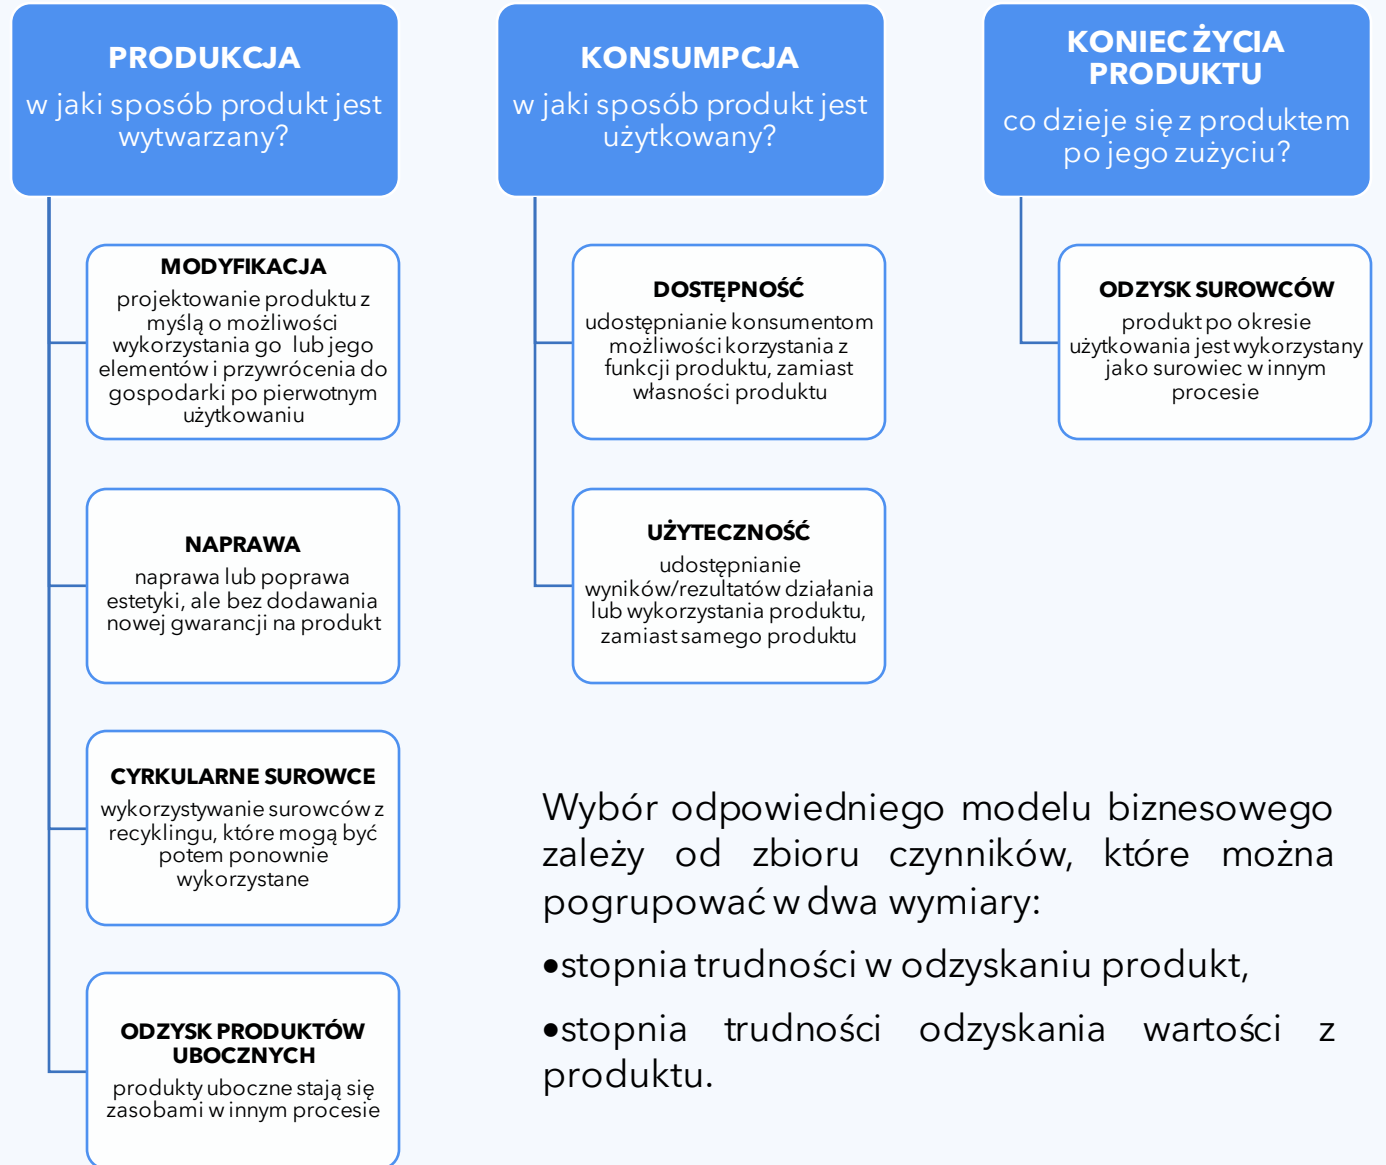 PRODUKCJA
w jaki sposób produkt jest
wytwarzany?
MODYFIKACJA
projektowanie produktu z
myślą o możliwości
wykorzystania go lub jego
elementów i przywrócenia do
gospodarki po pierwotnym
użytkowaniu
NAPRAWA
naprawa lub poprawa
estetyki, ale bez dodawania
nowej gwarancji na produkt
CYRKULARNE SUROWCE
wykorzystywanie surowców z
recyklingu, które mogą być
potem ponownie
wykorzystane
ODZYSK PRODUKTÓW
UBOCZNYCH
produkty uboczne stają się
zasobami w innym procesie
KONSUMPCJA
w jaki sposób produkt jest
użytkowany?
DOSTĘPNOŚĆ
udostępnianie konsumentom
możliwości korzystania z
funkcji produktu, zamiast
własności produktu
UŻYTECZNOŚĆ
udostępnianie
wyników/rezultatów działania
lub wykorzystania produktu,
zamiast samego produktu
KONIEC ŻYCIA
PRODUKTU
co dzieje się z produktem
po jego zużyciu?
ODZYSK SUROWCÓW
produkt po okresie
użytkowania jest wykorzystany
jako surowiec w innym
procesie
Wybór odpowiedniego modelu biznesowego
zależy od zbioru czynników, które można
pogrupować w dwa wymiary:
•stopnia trudności w odzyskaniu produkt,
•stopnia trudności odzyskania wartości z
produktu.